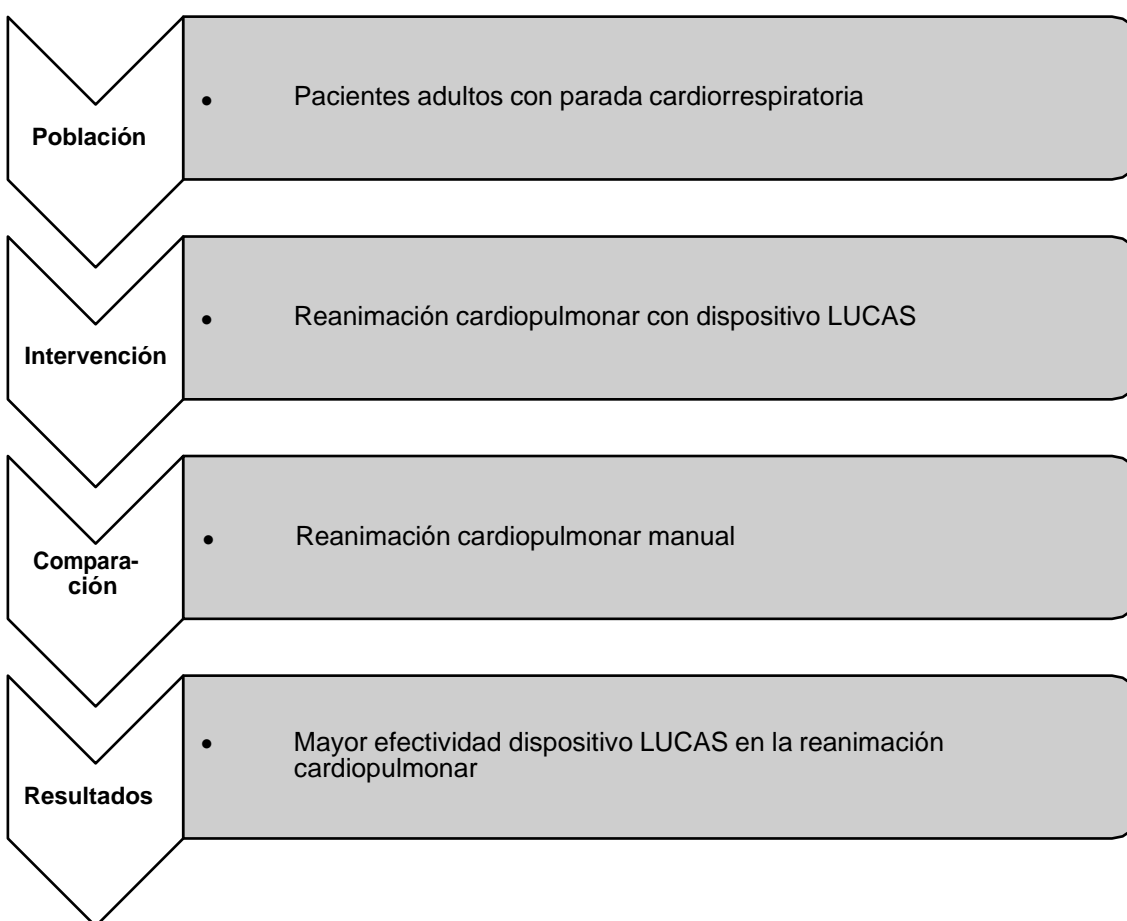 Población
• Pacientes adultos con parada cardiorrespiratoria
Intervención
• Reanimación cardiopulmonar con dispositivo LUCAS
Compara-
ción
• Reanimación cardiopulmonar manual
Resultados
• Mayor efectividad dispositivo LUCAS en la reanimación
cardiopulmonar